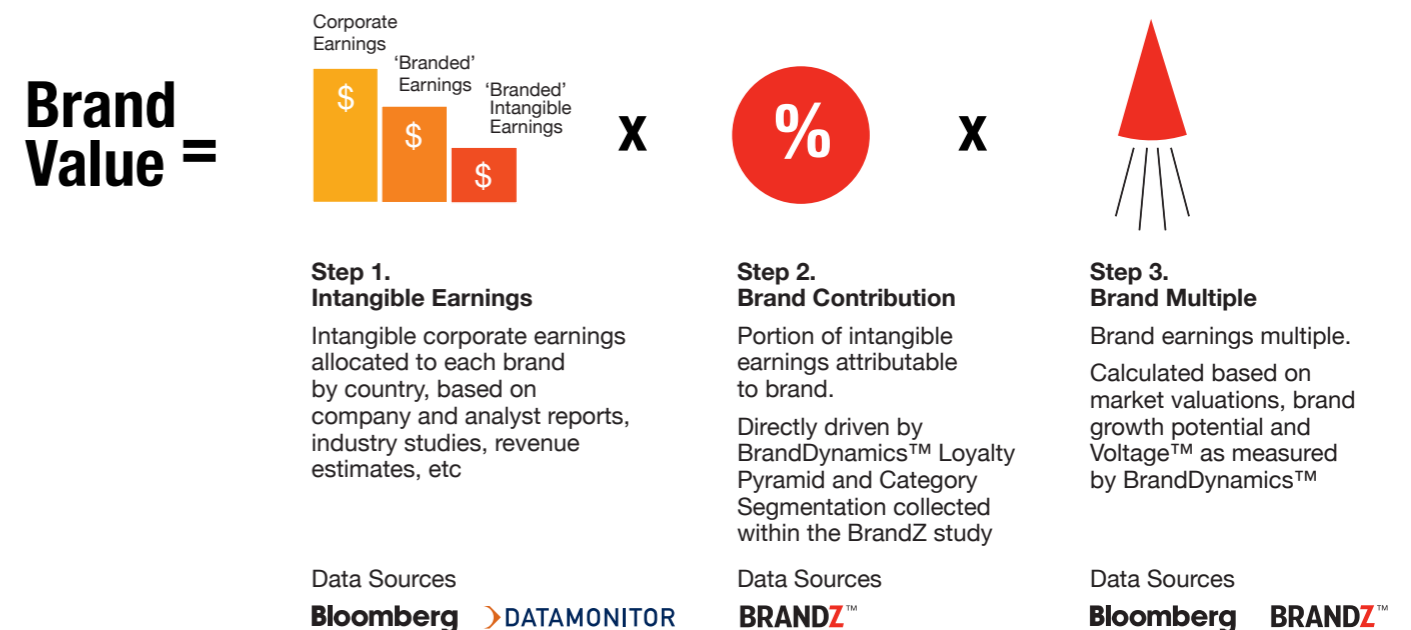 Brand
Value =
Corporate
Earnings
'Branded'
Earnings
'Branded'
Intangible
Earnings
$
$
$
x
%
x
Step 1.
Intangible Earnings
Intangible corporate earnings
allocated to each brand
by country, based on
company and analyst reports,
industry studies, revenue
estimates, etc
Data Sources
Bloomberg DATAMONITOR
Step 2.
Brand Contribution
Portion of intangible
earnings attributable
to brand.
Directly driven by
BrandDynamics™ Loyalty
Pyramid and Category
Segmentation collected
within the BrandZ study
Data Sources
BRANDZ™
Step 3.
Brand Multiple
Brand earnings multiple.
Calculated based on
market valuations, brand
growth potential and
Voltage™ as measured
by BrandDynamics™
Data Sources
Bloomberg BRANDZ™